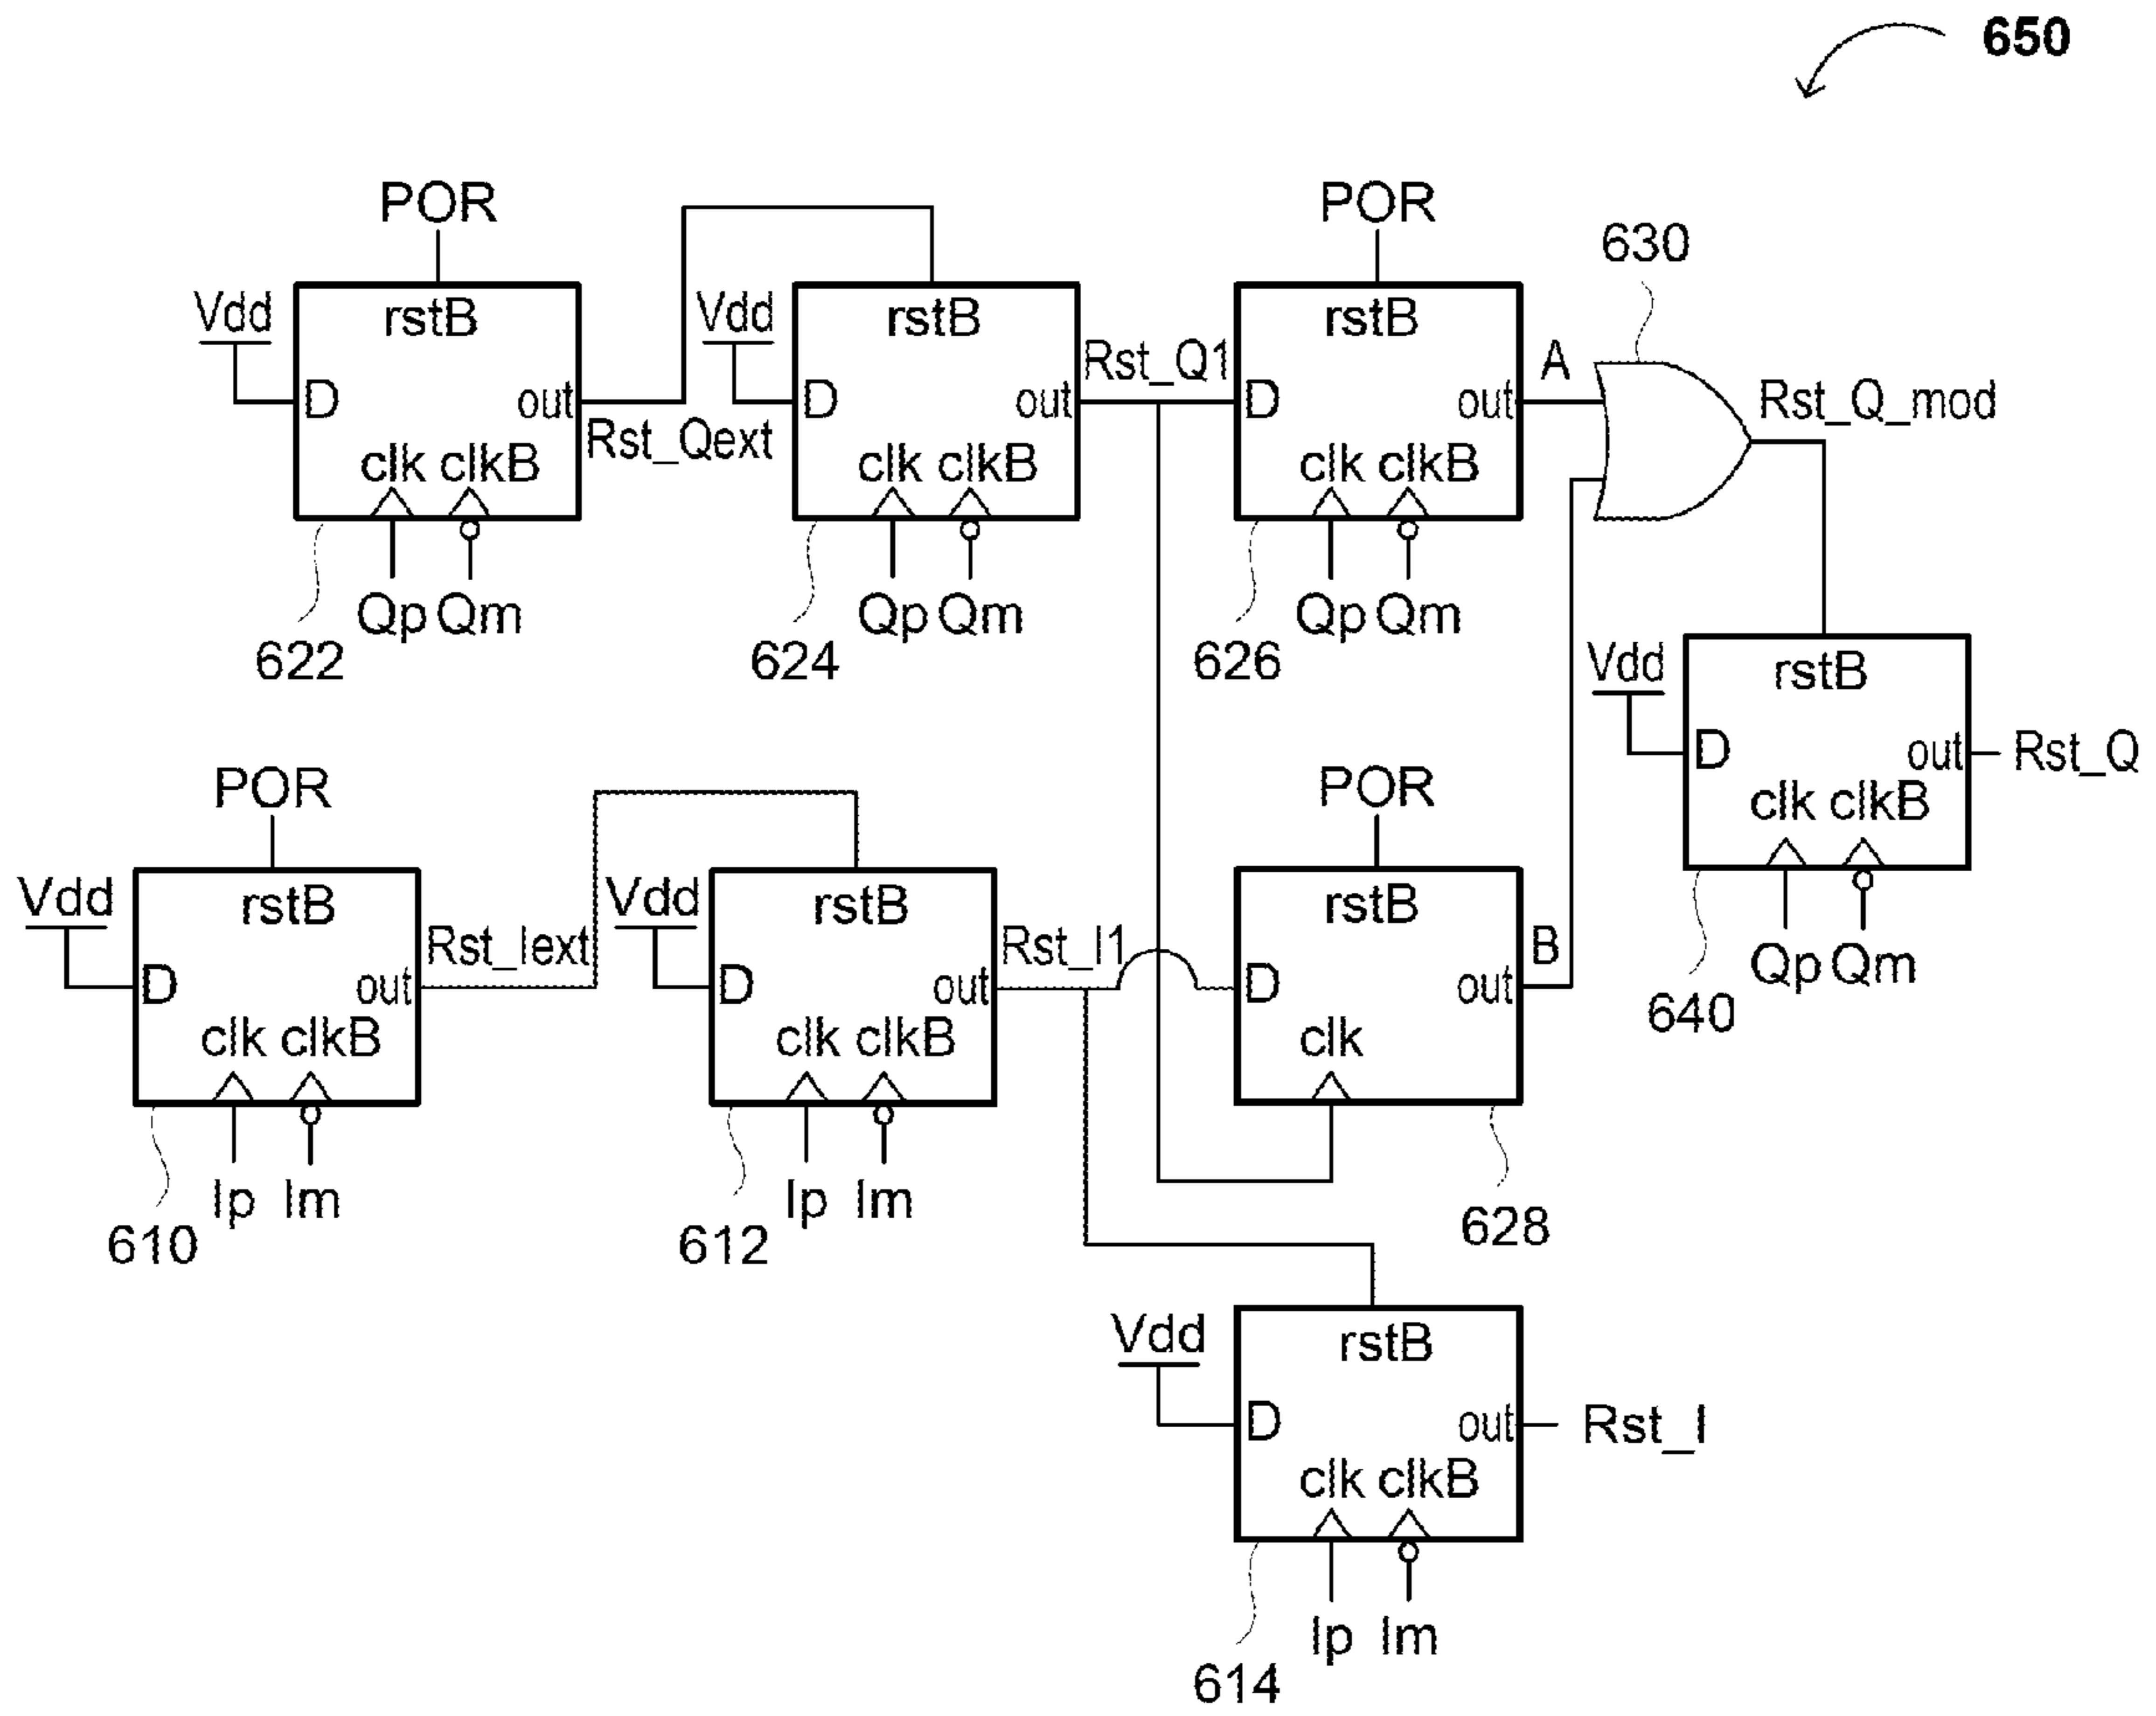 650
POR
POR
630
Vdd
rstB
D
out
clk clkB
Rst_Qext
Qp Qm
622
Vdd
rstB
D
out
clk clkB
Rst_Q1
Qp Qm
624
rstB
D
out
clk clkB
A
Qp Qm
626
Rst_Q_mod
Vdd
rstB
D
out
clk clkB
Rst_Q
Qp Qm
640
POR
Vdd
rstB
D
out
clk clkB
Rst_Iext
Ip Im
610
Vdd
rstB
D
out
clk clkB
Rst_I1
Ip Im
612
POR
rstB
D
out
clk
B
628
Vdd
rstB
D
out
clk clkB
Rst_I
Ip Im
614